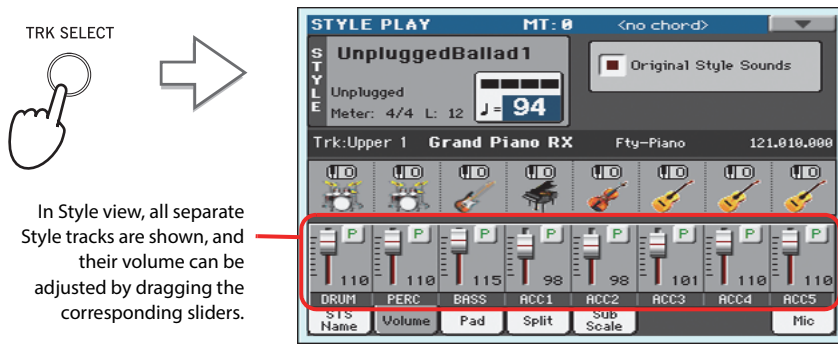 TRK SELECT
STYLE PLAY MT: 0 <no chord>
STYLE
UnpluggedBallad1
Original Style Sounds
Unplugged
Meter: 4/4 L: 12 ♩= 94
Trk:Upper 1 Grand Piano RX Fty-Piano 121.010.000
In Style view, all separate
Style tracks are shown, and
their volume can be
adjusted by dragging the
corresponding sliders.
P P P P P P P P
110 110 115 98 98 101 110 110
DRUM PERC BASS ACC1 ACC2 ACC3 ACC4 ACC5
STS Name Volume Pad Split Sub Scale Mic